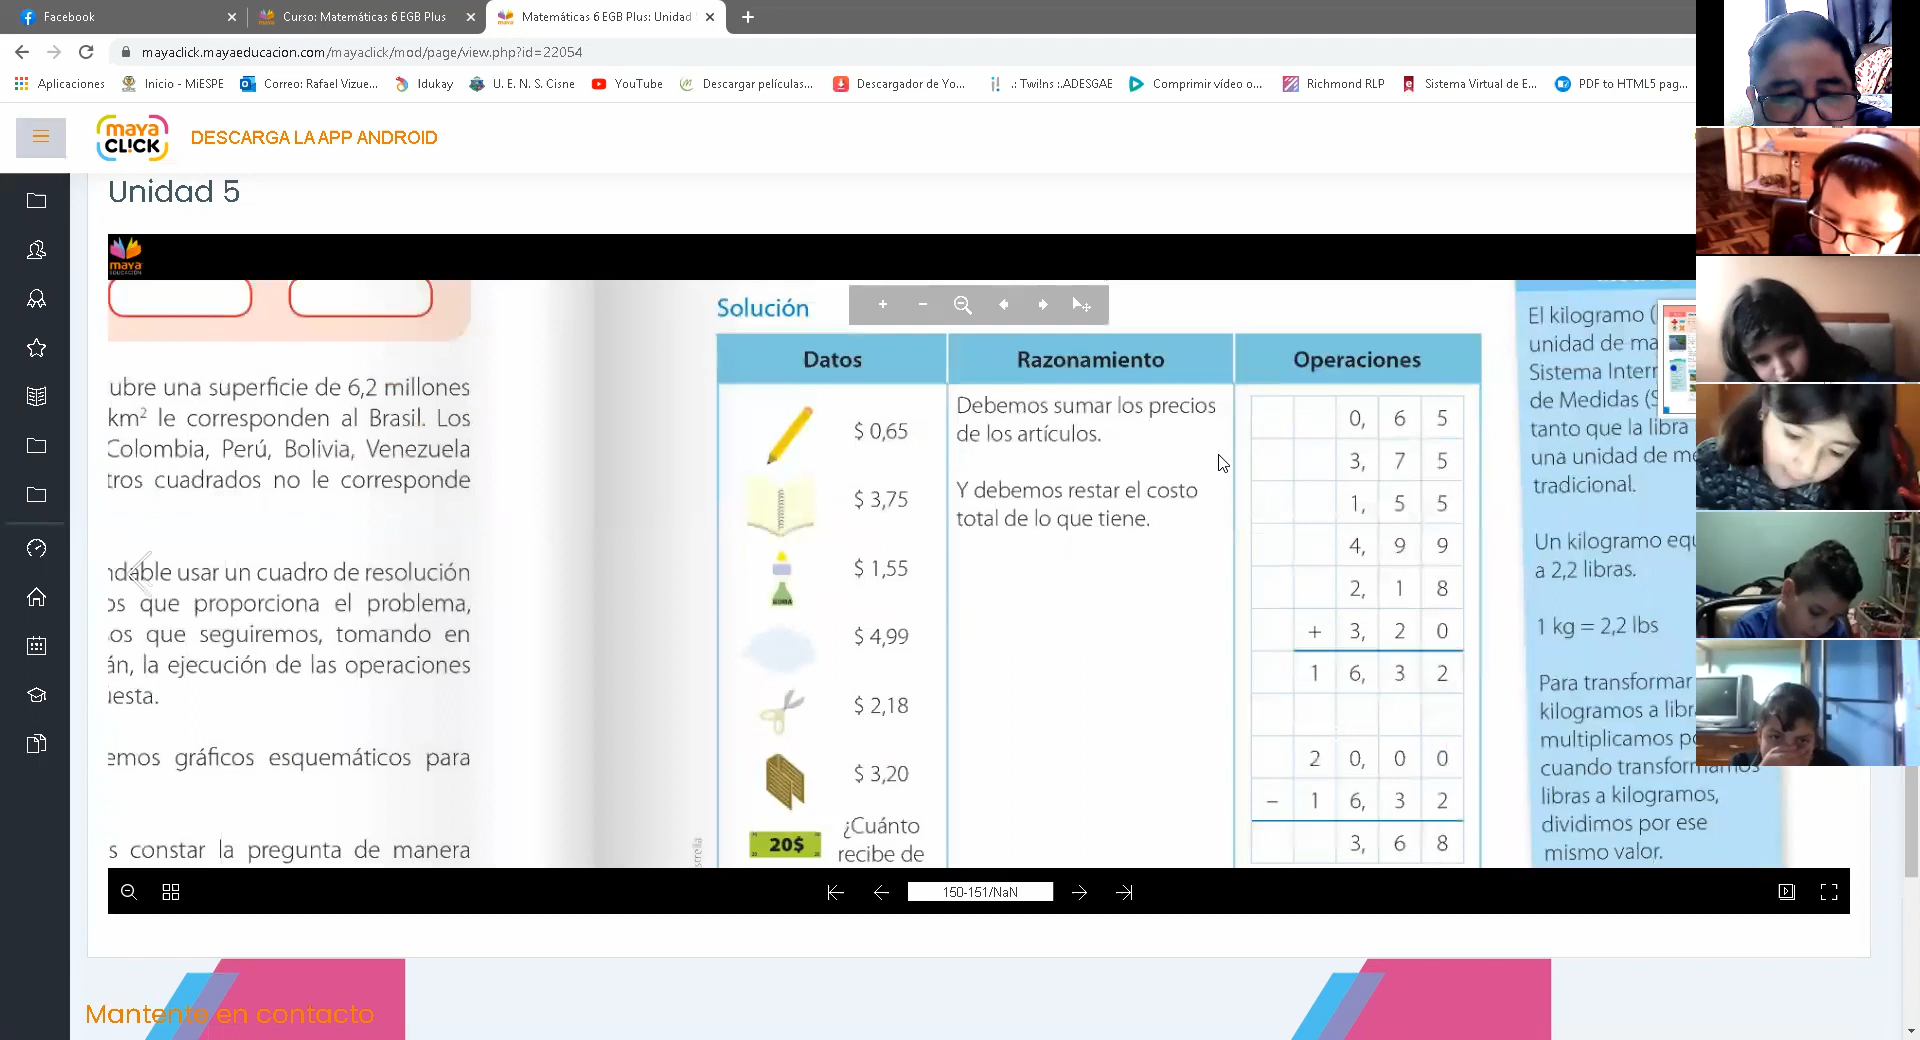 Facebook
Curso: Matemáticas 6 EGB Plus
Matemáticas 6 EGB Plus: Unidad
mayaclick.mayaeducacion.com/mayaclick/mod/page/view.php?id=22054
Aplicaciones
Inicio - MiESPE
Correo: Rafael Vizue...
Idukay
U. E. N. S. Cisne
YouTube
Descargar películas...
Descargador de Yo...
.: Twi!ns :.ADESGAE
Comprimir vídeo o...
Richmond RLP
Sistema Virtual de E...
PDF to HTML5 pag...
maya
CLICK
DESCARGA LA APP ANDROID
Unidad 5
maya
EDUCACIÓN
ubre una superficie de 6,2 millones
km² le corresponden al Brasil. Los
Colombia, Perú, Bolivia, Venezuela
tros cuadrados no le corresponde
ndable usar un cuadro de resolución
os que proporciona el problema,
os que seguiremos, tomando en
án, la ejecución de las operaciones
uesta.
emos gráficos esquemáticos para
s constar la pregunta de manera
Solución
Datos
Razonamiento
Operaciones
$ 0,65
$ 3,75
$ 1,55
GOMA
$ 4,99
$ 2,18
$ 3,20
20$
¿Cuánto
recibe de
Debemos sumar los precios
de los artículos.
Y debemos restar el costo
total de lo que tiene.
0, 6 5
3, 7 5
1, 5 5
4, 9 9
2, 1 8
+ 3, 2 0
1 6, 3 2
2 0, 0 0
− 1 6, 3 2
3, 6 8
El kilogramo (
unidad de ma
Sistema Interr
de Medidas (S
tanto que la libra
una unidad de me
tradicional.
Un kilogramo equ
a 2,2 libras.
1 kg = 2,2 lbs
Para transformar
kilogramos a libr
multiplicamos po
cuando transformamos
libras a kilogramos,
dividimos por ese
mismo valor.
150-151/NaN
Mantente en contacto